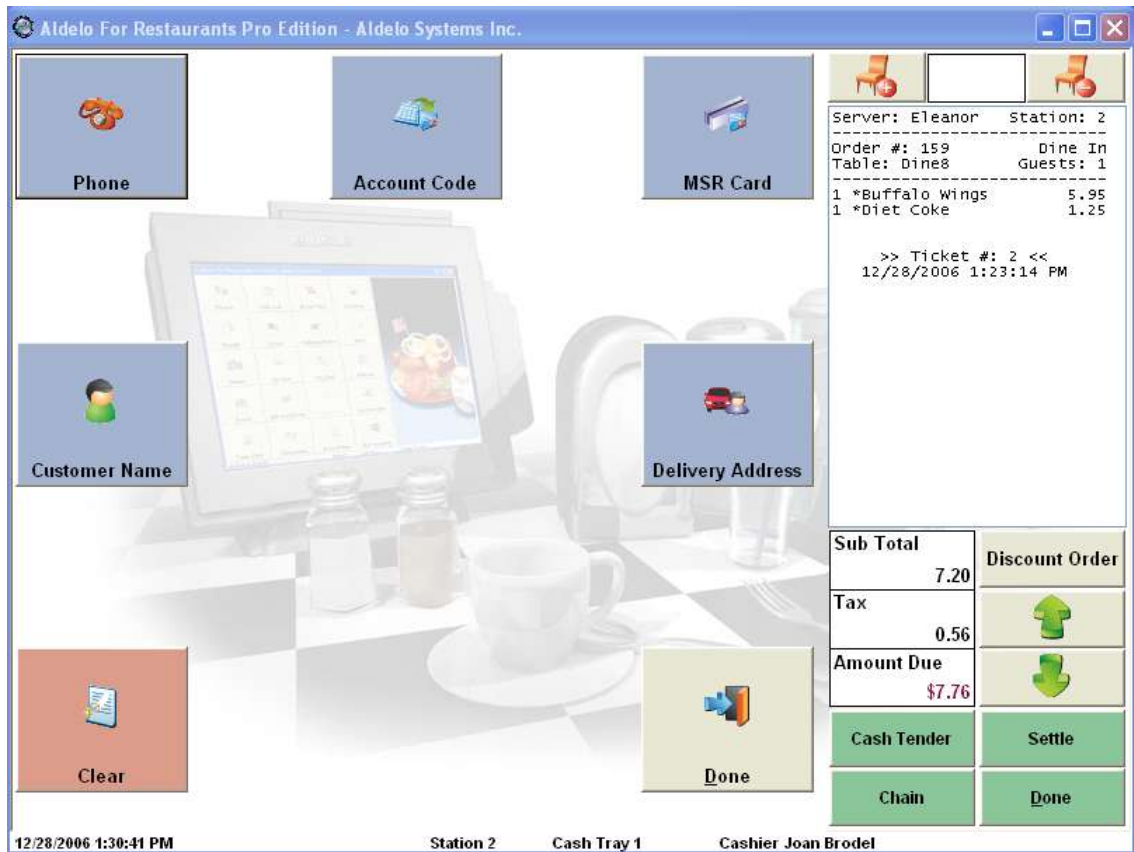 Aldelo For Restaurants Pro Edition - Aldelo Systems Inc.
Phone
Account Code
MSR Card
Customer Name
Delivery Address
Clear
Done
Server: Eleanor Station: 2
Order #: 159 Dine In
Table: Dine8 Guests: 1
1 *Buffalo Wings 5.95
1 *Diet Coke 1.25
>> Ticket #: 2 <<
12/28/2006 1:23:14 PM
Sub Total
7.20
Discount Order
Tax
0.56
Amount Due
$7.76
Cash Tender
Settle
Chain
Done
12/28/2006 1:30:41 PM Station 2 Cash Tray 1 Cashier Joan Brodel